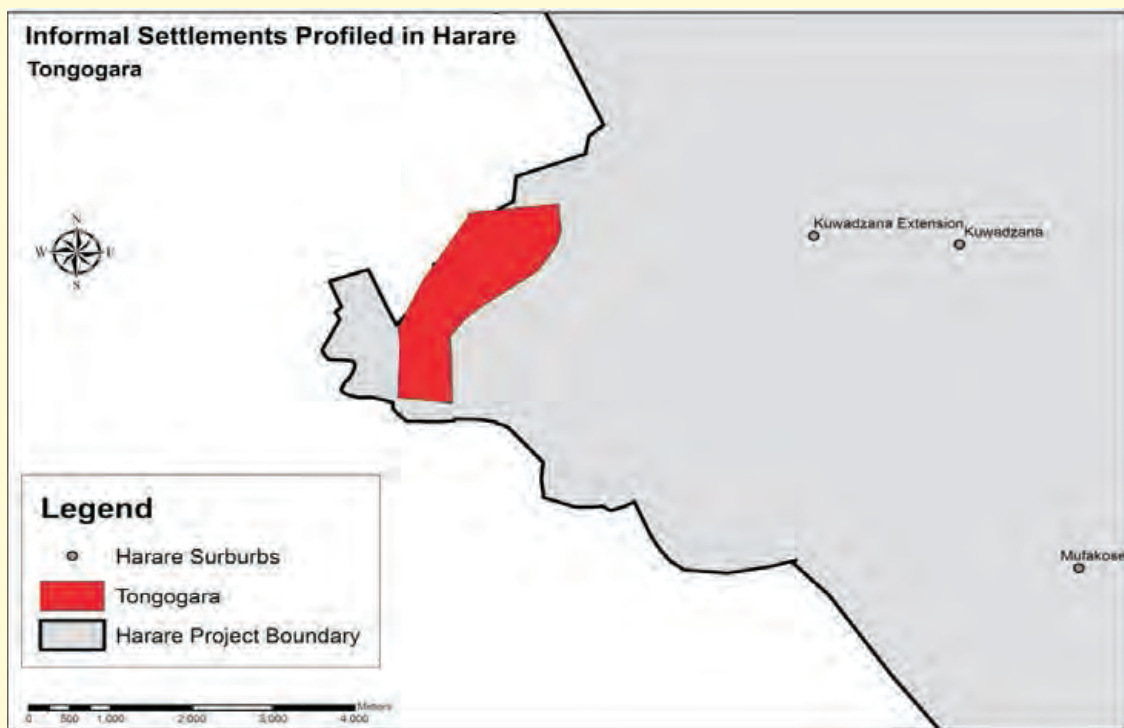 Informal Settlements Profiled in Harare
Tongogara
N
W E
S
Kuwadzana Extension
Kuwadzana
Mufakose
Legend
Harare Surburbs
Tongogara
Harare Project Boundary
Meters
0 500 1,000 2,000 3,000 4,000